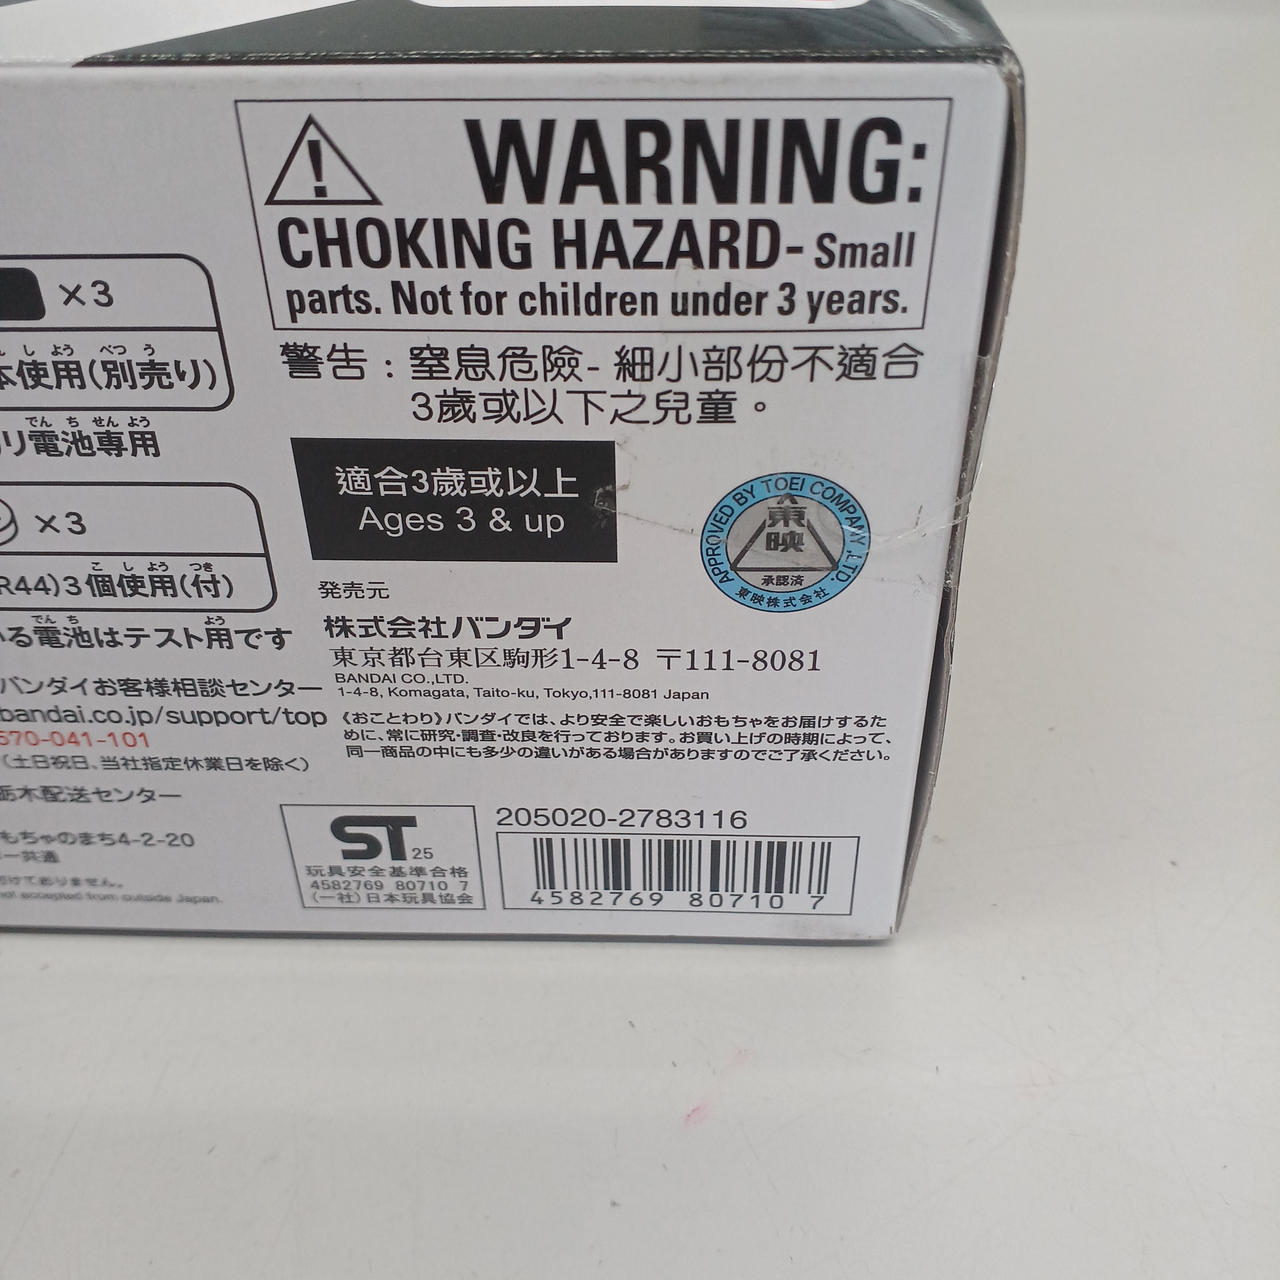 WARNING:
CHOKING HAZARD- Small
parts. Not for children under 3 years.
警告：窒息危險- 細小部份不適合
3歲或以下之兒童。
×3
使用(別売り)
リ電池専用
×3
R44)3個使用(付)
いる電池はテスト用です
バンダイお客様相談センター
bandai.co.jp/support/top
570-041-101
(土日祝日、当社指定休業日を除く)
栃木配送センター
もちゃのまち4-2-20
ー共通
not accepted from outside Japan.
適合3歲或以上
Ages 3 & up
APPROVED BY TOEI COMPANY, LTD.
東映
承認済
東映株式会社
発売元
株式会社バンダイ
東京都台東区駒形1-4-8 〒111-8081
BANDAI CO.,LTD.
1-4-8, Komagata, Taito-ku, Tokyo,111-8081 Japan
《おことわり》バンダイでは、より安全で楽しいおもちゃをお届けするた
めに、常に研究・調査・改良を行っております。お買い上げの時期によって、
同一商品の中にも多少の違いがある場合がありますのでご了承ください。
ST 25
玩具安全基準合格
4582769 80710 7
(一社)日本玩具協会
205020-2783116
4582769 80710 7